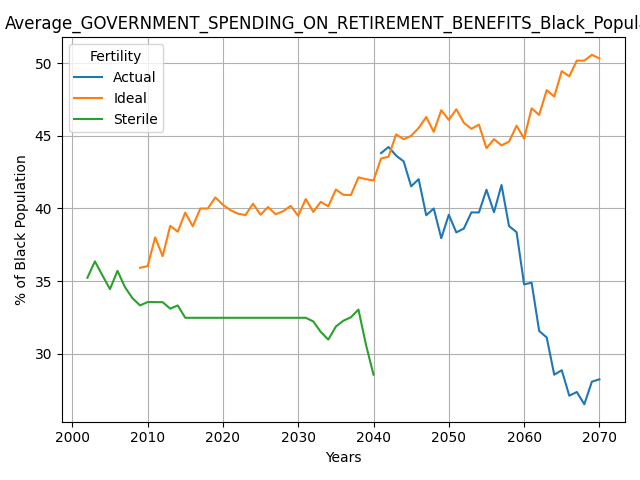 Average_GOVERNMENT_SPENDING_ON_RETIREMENT_BENEFITS_Black_Popul
Fertility
Actual
Ideal
Sterile
% of Black Population
50
45
40
35
30
2000 2010 2020 2030 2040 2050 2060 2070
Years